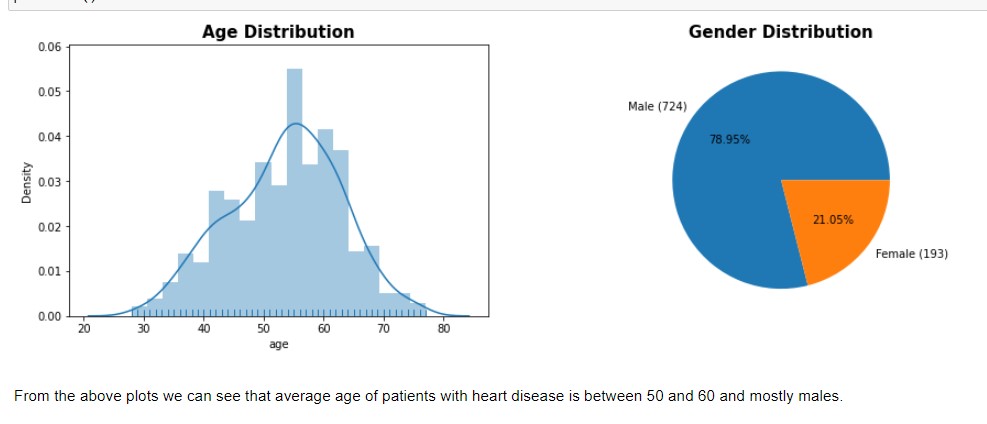 Age Distribution
Gender Distribution
0.06
0.05
0.04
0.03
0.02
0.01
0.00
Density
20 30 40 50 60 70 80
age
Male (724)
78.95%
21.05%
Female (193)
From the above plots we can see that average age of patients with heart disease is between 50 and 60 and mostly males.